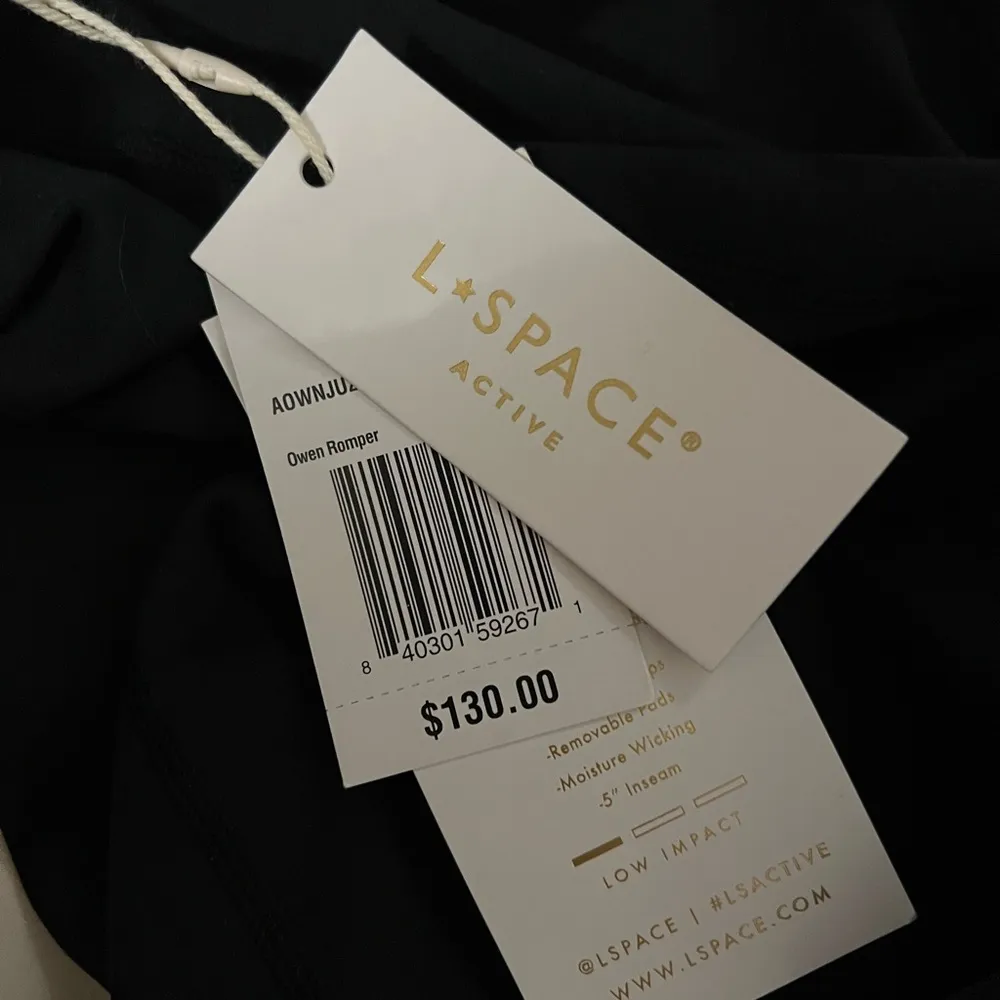 L★SPACE®
ACTIVE
Owen Romper
8 40301 59267 1
$130.00
-Removable Pads
-Moisture Wicking
-5" Inseam
LOW IMPACT
@LSPACE | #LSACTIVE
WWW.LSPACE.COM